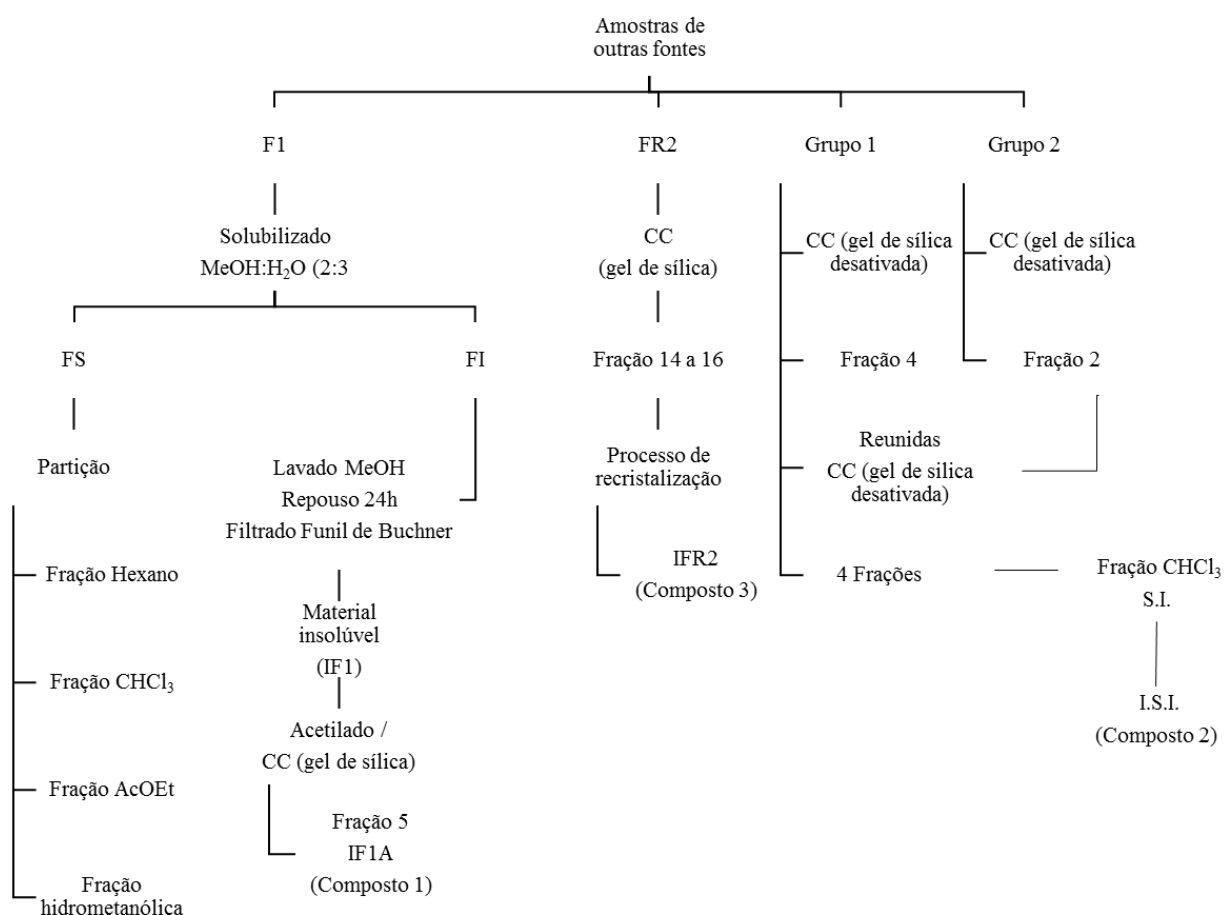 Amostras de
outras fontes
F1
FR2
Grupo 1
Grupo 2
Solubilizado
MeOH:H₂O (2:3
CC
(gel de sílica)
CC (gel de sílica
desativada)
CC (gel de sílica
desativada)
FS
FI
Fração 14 a 16
Fração 4
Fração 2
Partição
Lavado MeOH
Repouso 24h
Filtrado Funil de Buchner
Processo de
recristalização
Reunidas
CC (gel de silica
desativada)
Fração Hexano
Material
insolúvel
(IF1)
IFR2
(Composto 3)
4 Frações
Fração CHCl₃
S.I.
Fração CHCl₃
Acetilado /
CC (gel de sílica)
I.S.I.
(Composto 2)
Fração AcOEt
Fração 5
IF1A
(Composto 1)
Fração
hidrometanólica